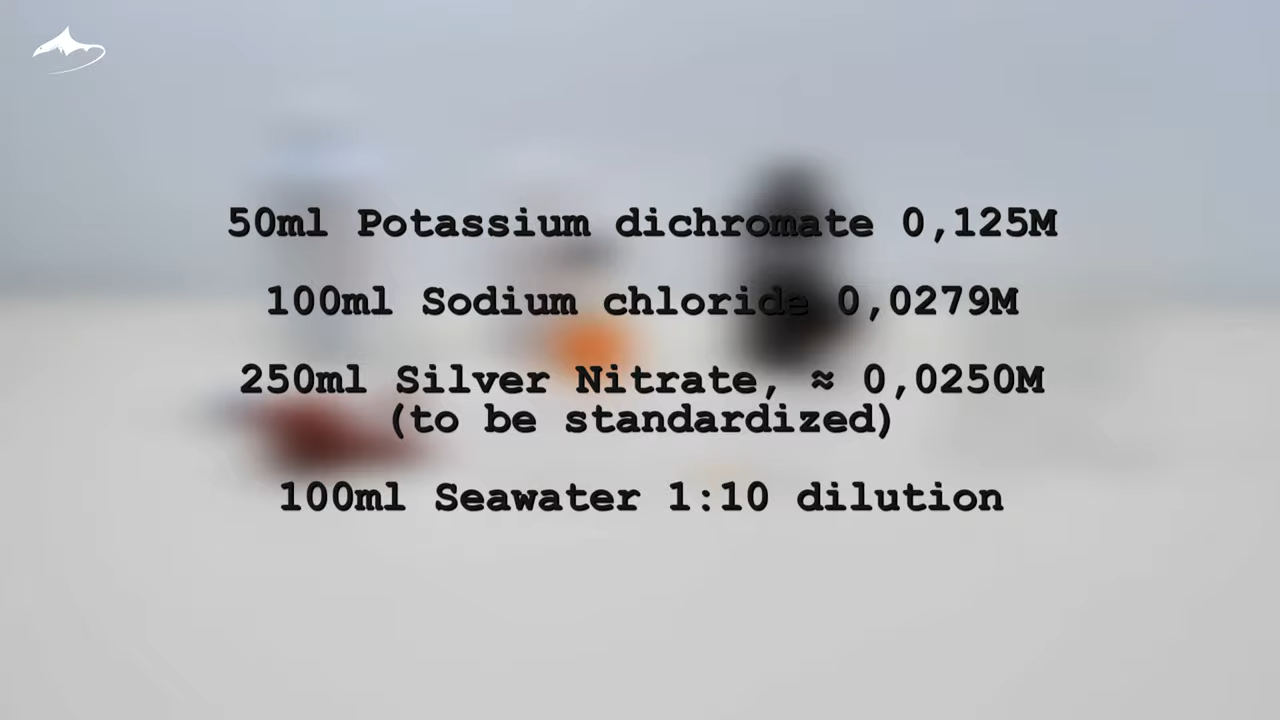 50ml Potassium dichromate 0,125M
100ml Sodium chloride 0,0279M
250ml Silver Nitrate, ≈ 0,0250M
(to be standardized)
100ml Seawater 1:10 dilution